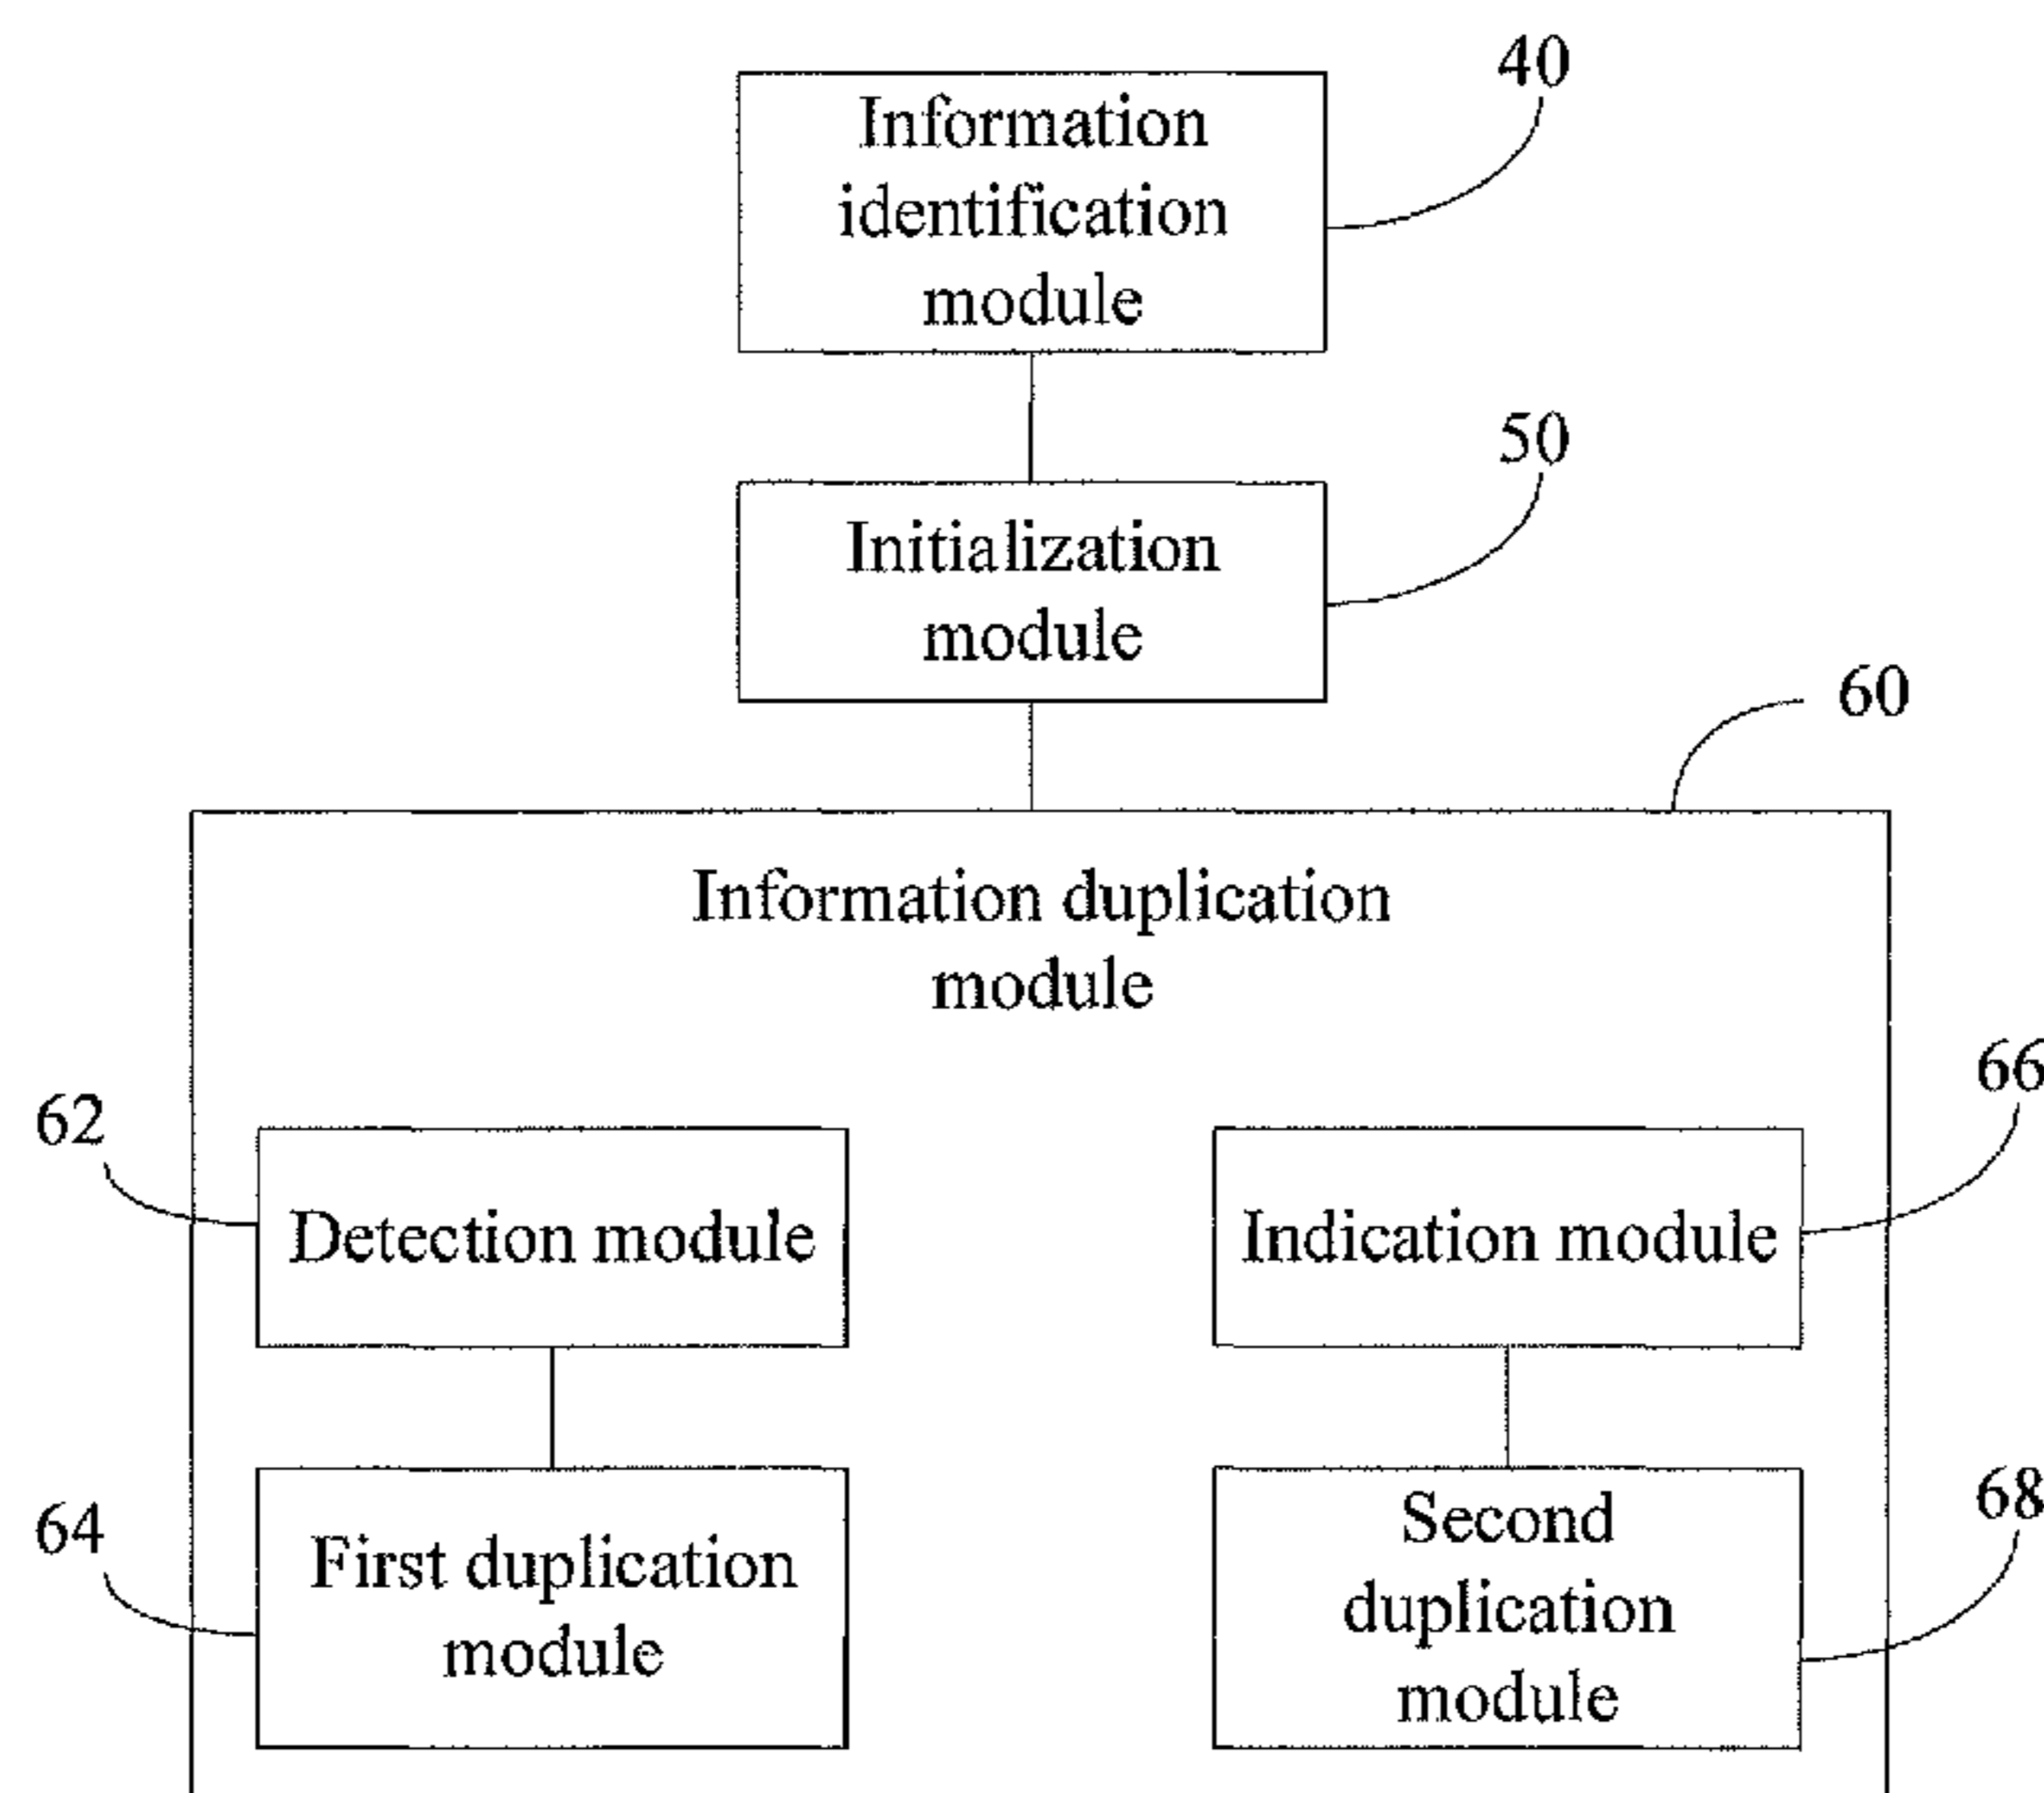 40
Information
identification
module
50
Initialization
module
60
Information duplication
module
62
Detection module
66
Indication module
64
First duplication
module
68
Second
duplication
module